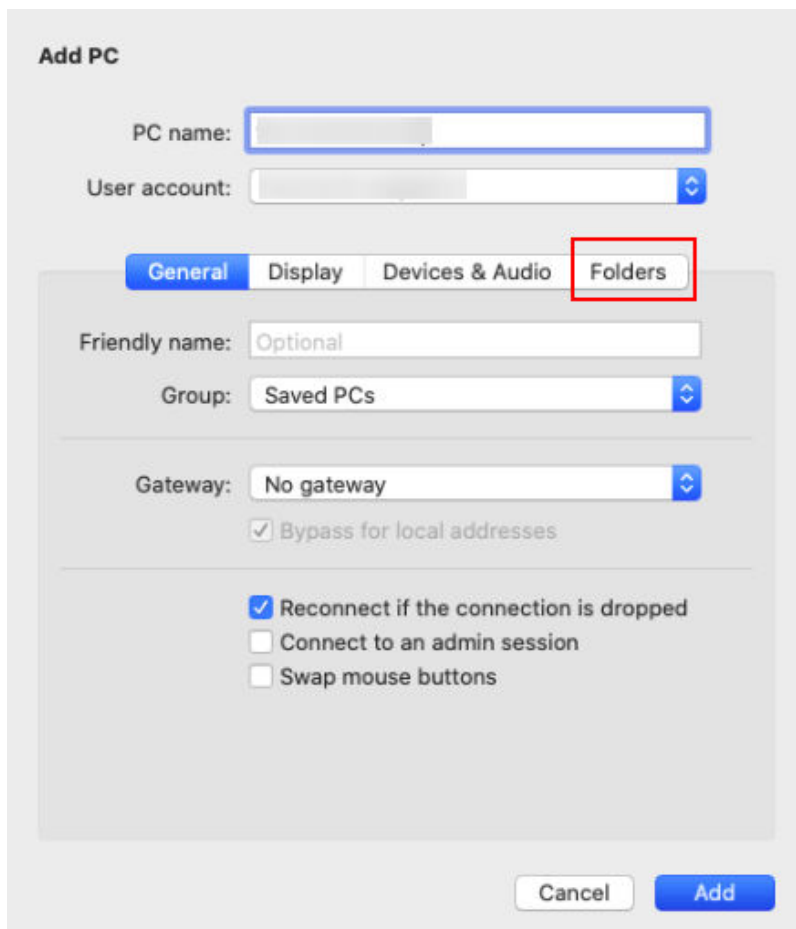 Add PC
PC name:
User account:
General Display Devices & Audio Folders
Friendly name: Optional
Group: Saved PCs
Gateway: No gateway
Bypass for local addresses
Reconnect if the connection is dropped
Connect to an admin session
Swap mouse buttons
Cancel Add